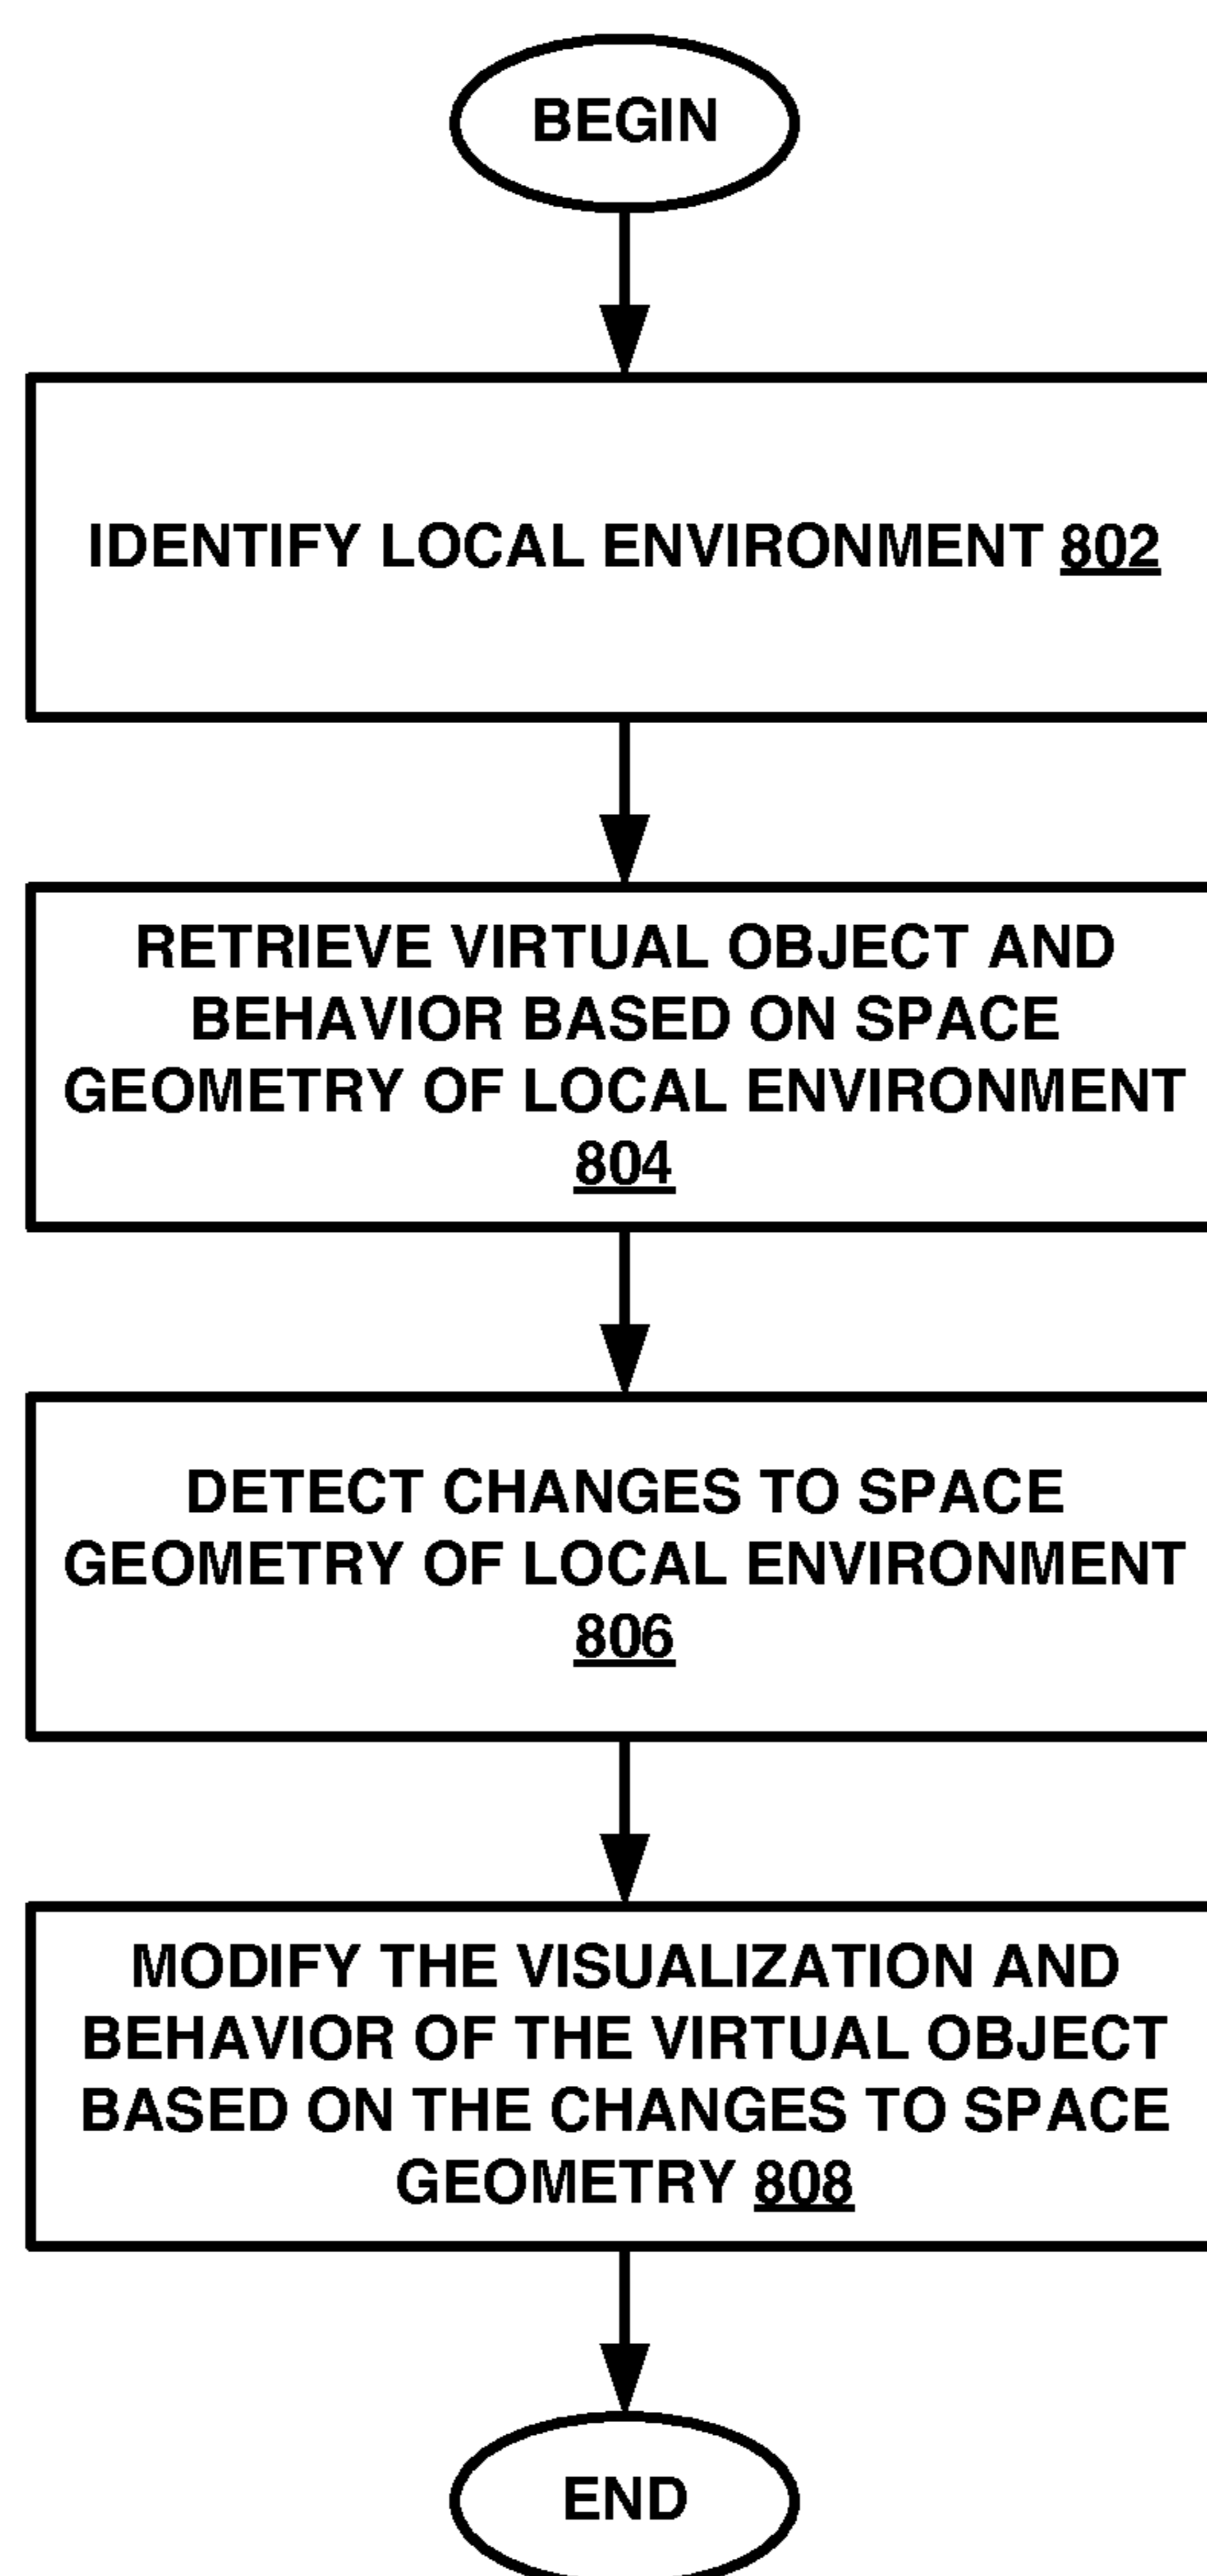 BEGIN
IDENTIFY LOCAL ENVIRONMENT 802
RETRIEVE VIRTUAL OBJECT AND
BEHAVIOR BASED ON SPACE
GEOMETRY OF LOCAL ENVIRONMENT
804
DETECT CHANGES TO SPACE
GEOMETRY OF LOCAL ENVIRONMENT
806
MODIFY THE VISUALIZATION AND
BEHAVIOR OF THE VIRTUAL OBJECT
BASED ON THE CHANGES TO SPACE
GEOMETRY 808
END